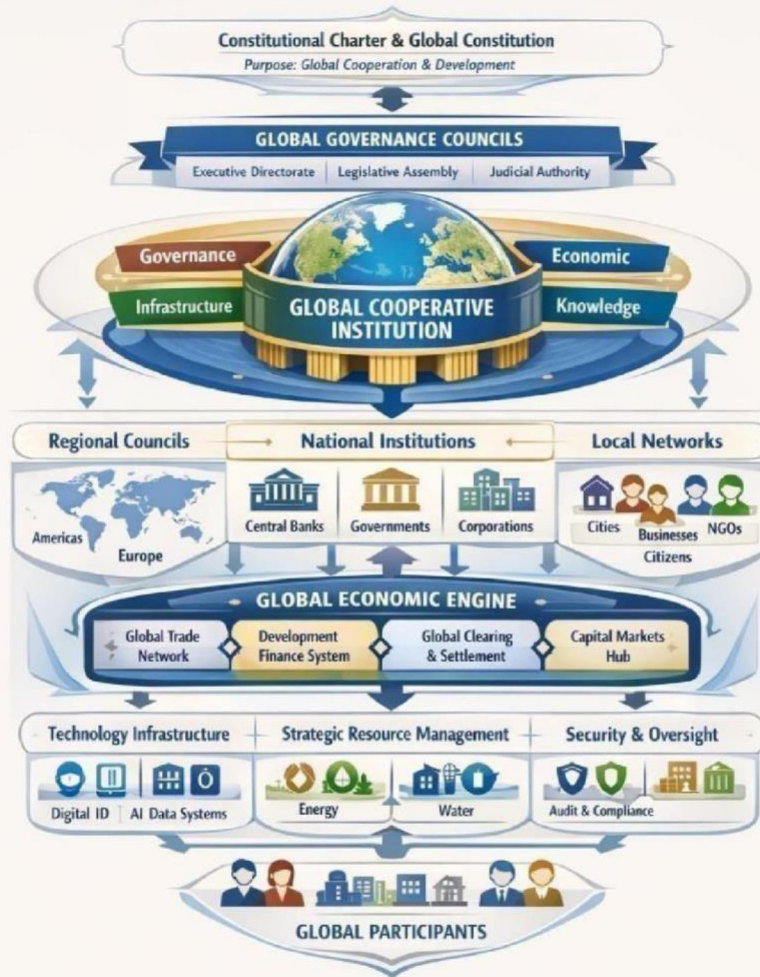 Constitutional Charter & Global Constitution
Purpose: Global Cooperation & Development
GLOBAL GOVERNANCE COUNCILS
Executive Directorate
Legislative Assembly
Judicial Authority
Governance
Economic
Infrastructure
Knowledge
GLOBAL COOPERATIVE
INSTITUTION
Regional Councils
National Institutions
Local Networks
Americas
Europe
Central Banks
Governments
Corporations
Cities
Businesses
NGOs
Citizens
GLOBAL ECONOMIC ENGINE
Global Trade
Network
Development
Finance System
Global Clearing
& Settlement
Capital Markets
Hub
Technology Infrastructure
Strategic Resource Management
Security & Oversight
Digital ID
AI Data Systems
Energy
Water
Audit & Compliance
GLOBAL PARTICIPANTS